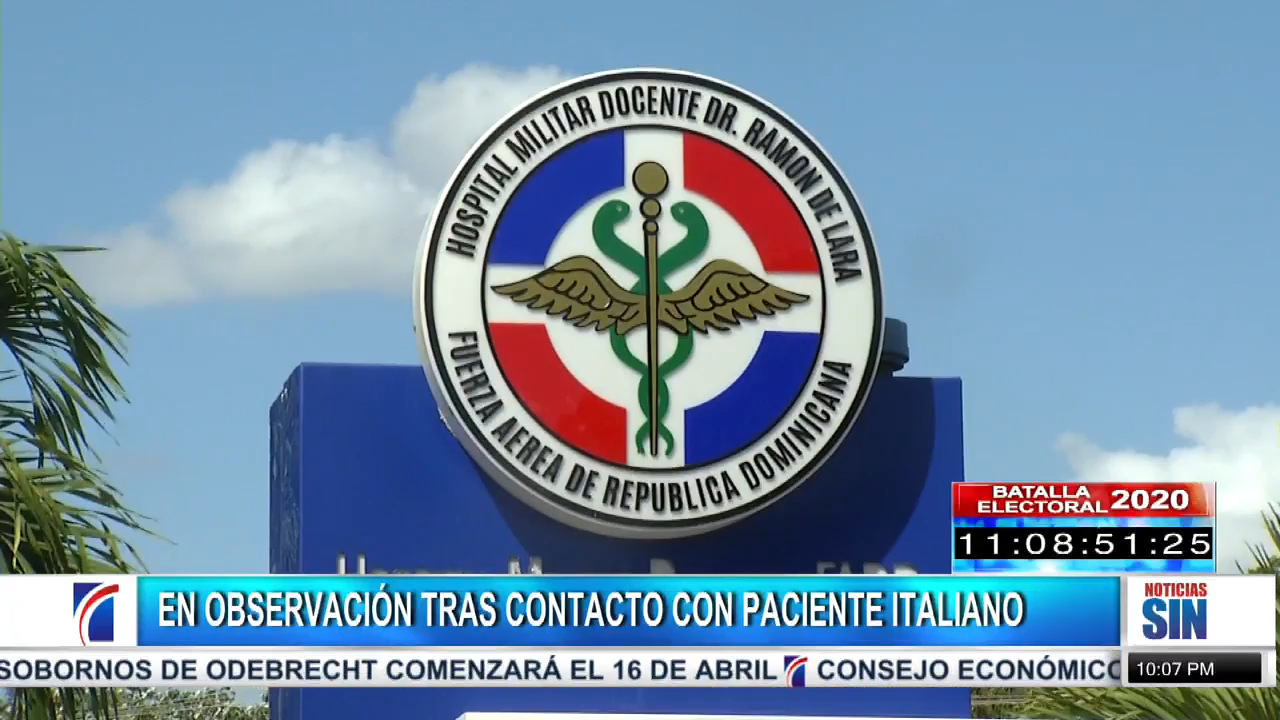 HOSPITAL MILITAR DOCENTE DR. RAMON DE LARA
FUERZA AEREA DE REPUBLICA DOMINICANA
BATALLA
ELECTORAL 2020
11:08:51:25
EN OBSERVACIÓN TRAS CONTACTO CON PACIENTE ITALIANO
NOTICIAS
SIN
SOBORNOS DE ODEBRECHT COMENZARÁ EL 16 DE ABRIL CONSEJO ECONÓMICO
10:07 PM